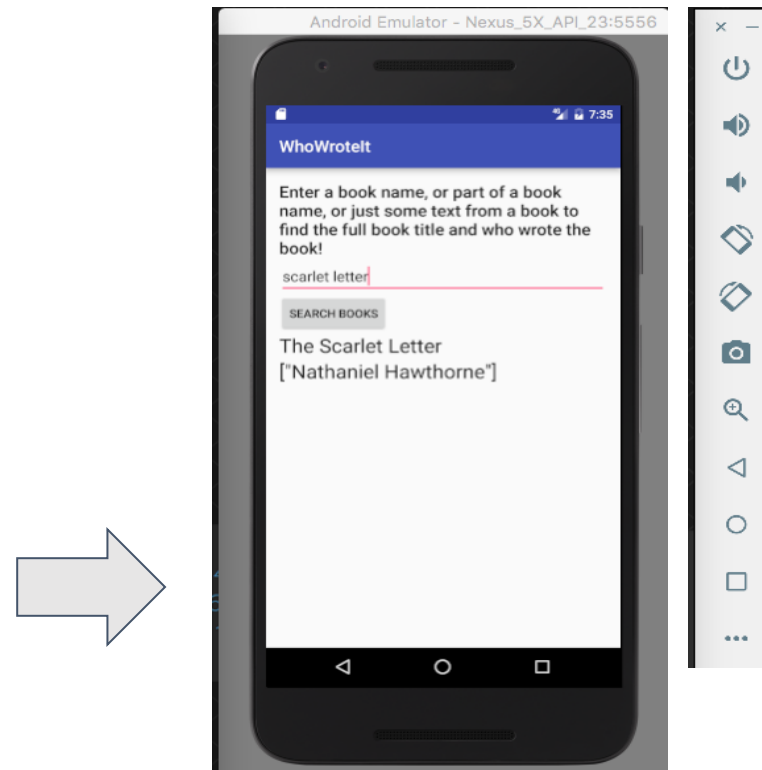 Android Emulator - Nexus_5X_API_23:5556
4G 7:35
WhoWroteIt
Enter a book name, or part of a book
name, or just some text from a book to
find the full book title and who wrote the
book!
scarlet letter
SEARCH BOOKS
The Scarlet Letter
["Nathaniel Hawthorne"]